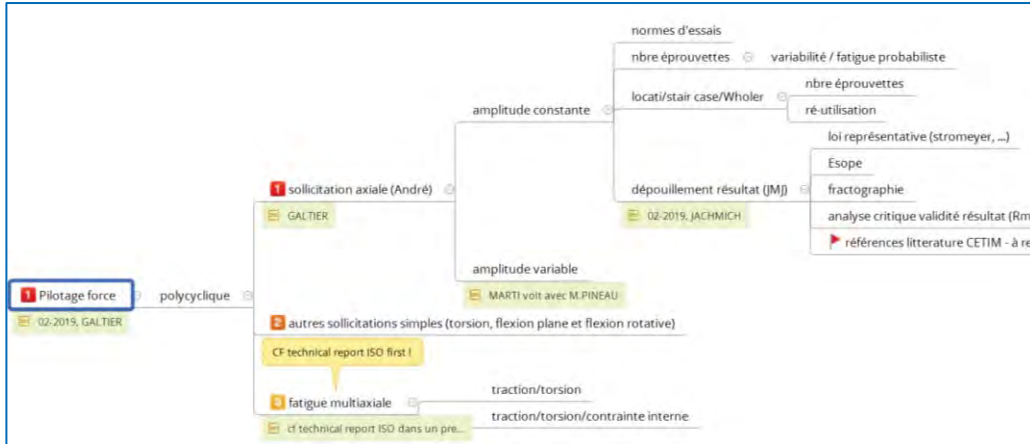 normes d'essais
nbre éprouvettes
variabilité / fatigue probabiliste
nbre éprouvettes
locati/stair case/Wholer
amplitude constante
ré-utilisation
loi représentative (stromeyer, ...)
Esope
1 sollicitation axiale (André)
dépouillement résultat (JMJ)
fractographie
GALTIER
02-2019, JACHMICH
analyse critique validité résultat (Rm
références litterature CETIM - à re
amplitude variable
1 Pilotage force
polycyclique
MARTI voit avec M.PINEAU
02-2019, GALTIER
2 autres sollicitations simples (torsion, flexion plane et flexion rotative)
CF technical report ISO first !
traction/torsion
3 fatigue multiaxiale
traction/torsion/contrainte interne
cf technical report ISO dans un pre...